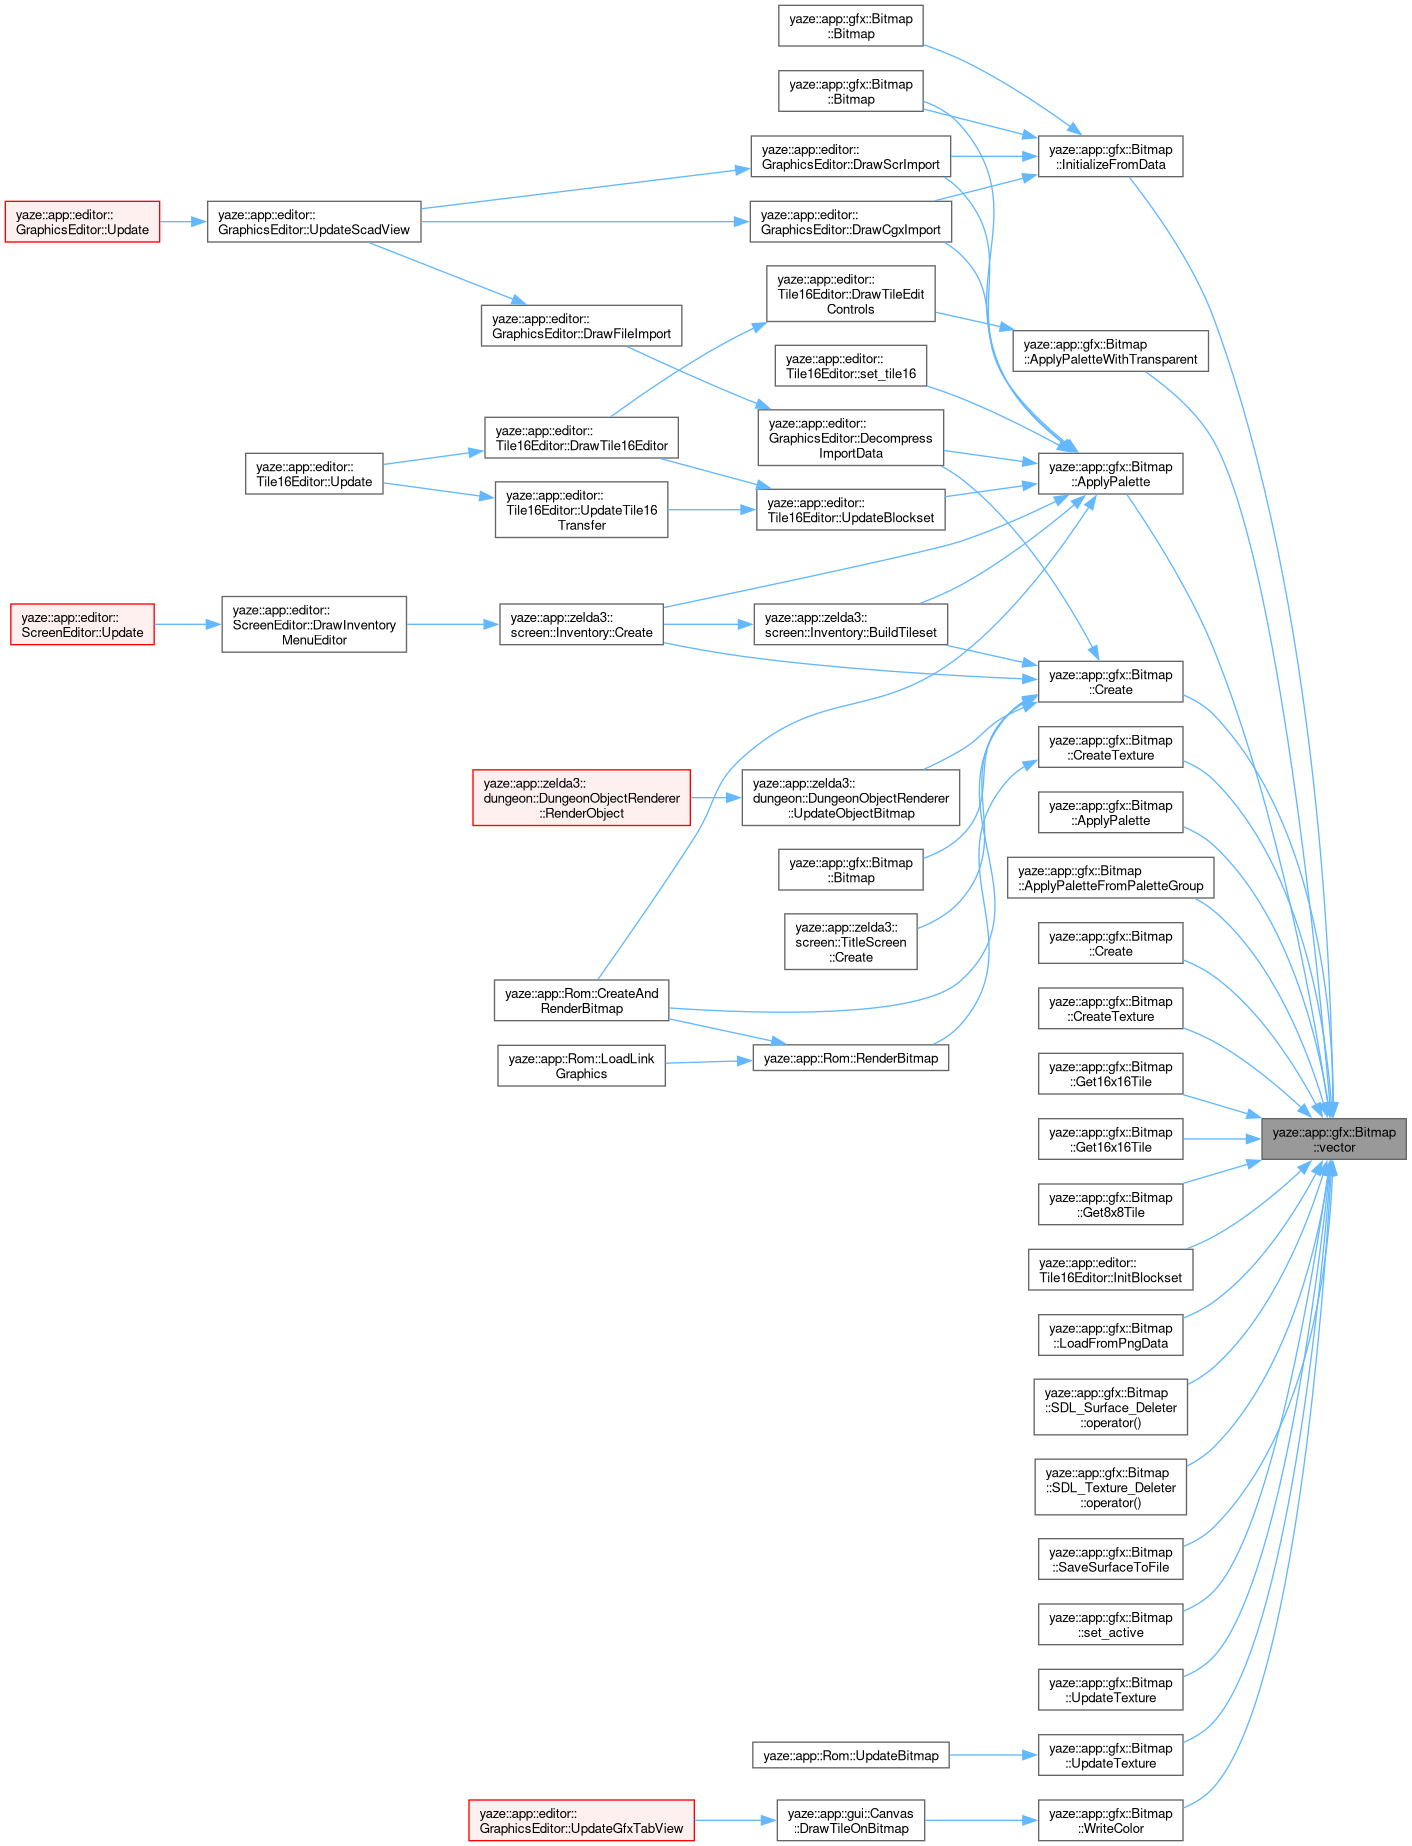 yaze::app::gfx::Bitmap
::Bitmap
yaze::app::gfx::Bitmap
::Bitmap
yaze::app::editor::
GraphicsEditor::DrawScrImport
yaze::app::gfx::Bitmap
::InitializeFromData
yaze::app::editor::
GraphicsEditor::Update
yaze::app::editor::
GraphicsEditor::UpdateScadView
yaze::app::editor::
GraphicsEditor::DrawCgxImport
yaze::app::editor::
Tile16Editor::DrawTileEdit
Controls
yaze::app::editor::
GraphicsEditor::DrawFileImport
yaze::app::gfx::Bitmap
::ApplyPaletteWithTransparent
yaze::app::editor::
Tile16Editor::set_tile16
yaze::app::editor::
Tile16Editor::DrawTile16Editor
yaze::app::editor::
GraphicsEditor::Decompress
ImportData
yaze::app::editor::
Tile16Editor::Update
yaze::app::gfx::Bitmap
::ApplyPalette
yaze::app::editor::
Tile16Editor::UpdateTile16
Transfer
yaze::app::editor::
Tile16Editor::UpdateBlockset
yaze::app::editor::
ScreenEditor::Update
yaze::app::editor::
ScreenEditor::DrawInventory
MenuEditor
yaze::app::zelda3::
screen::Inventory::Create
yaze::app::zelda3::
screen::Inventory::BuildTileset
yaze::app::gfx::Bitmap
::Create
yaze::app::gfx::Bitmap
::CreateTexture
yaze::app::zelda3::
dungeon::DungeonObjectRenderer
::RenderObject
yaze::app::zelda3::
dungeon::DungeonObjectRenderer
::UpdateObjectBitmap
yaze::app::gfx::Bitmap
::ApplyPalette
yaze::app::gfx::Bitmap
::Bitmap
yaze::app::gfx::Bitmap
::ApplyPaletteFromPaletteGroup
yaze::app::zelda3::
screen::TitleScreen
::Create
yaze::app::gfx::Bitmap
::Create
yaze::app::Rom::CreateAnd
RenderBitmap
yaze::app::gfx::Bitmap
::CreateTexture
yaze::app::Rom::LoadLink
Graphics
yaze::app::Rom::RenderBitmap
yaze::app::gfx::Bitmap
::Get16x16Tile
yaze::app::gfx::Bitmap
::Get16x16Tile
yaze::app::gfx::Bitmap
::vector
yaze::app::gfx::Bitmap
::Get8x8Tile
yaze::app::editor::
Tile16Editor::InitBlockset
yaze::app::gfx::Bitmap
::LoadFromPngData
yaze::app::gfx::Bitmap
::SDL_Surface_Deleter
::operator()
yaze::app::gfx::Bitmap
::SDL_Texture_Deleter
::operator()
yaze::app::gfx::Bitmap
::SaveSurfaceToFile
yaze::app::gfx::Bitmap
::set_active
yaze::app::gfx::Bitmap
::UpdateTexture
yaze::app::Rom::UpdateBitmap
yaze::app::gfx::Bitmap
::UpdateTexture
yaze::app::editor::
GraphicsEditor::UpdateGfxTabView
yaze::app::gui::Canvas
::DrawTileOnBitmap
yaze::app::gfx::Bitmap
::WriteColor